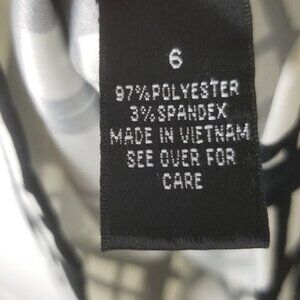 6
97%POLYESTER
3%SPANDEX
MADE IN VIETNAM
SEE OVER FOR
CARE